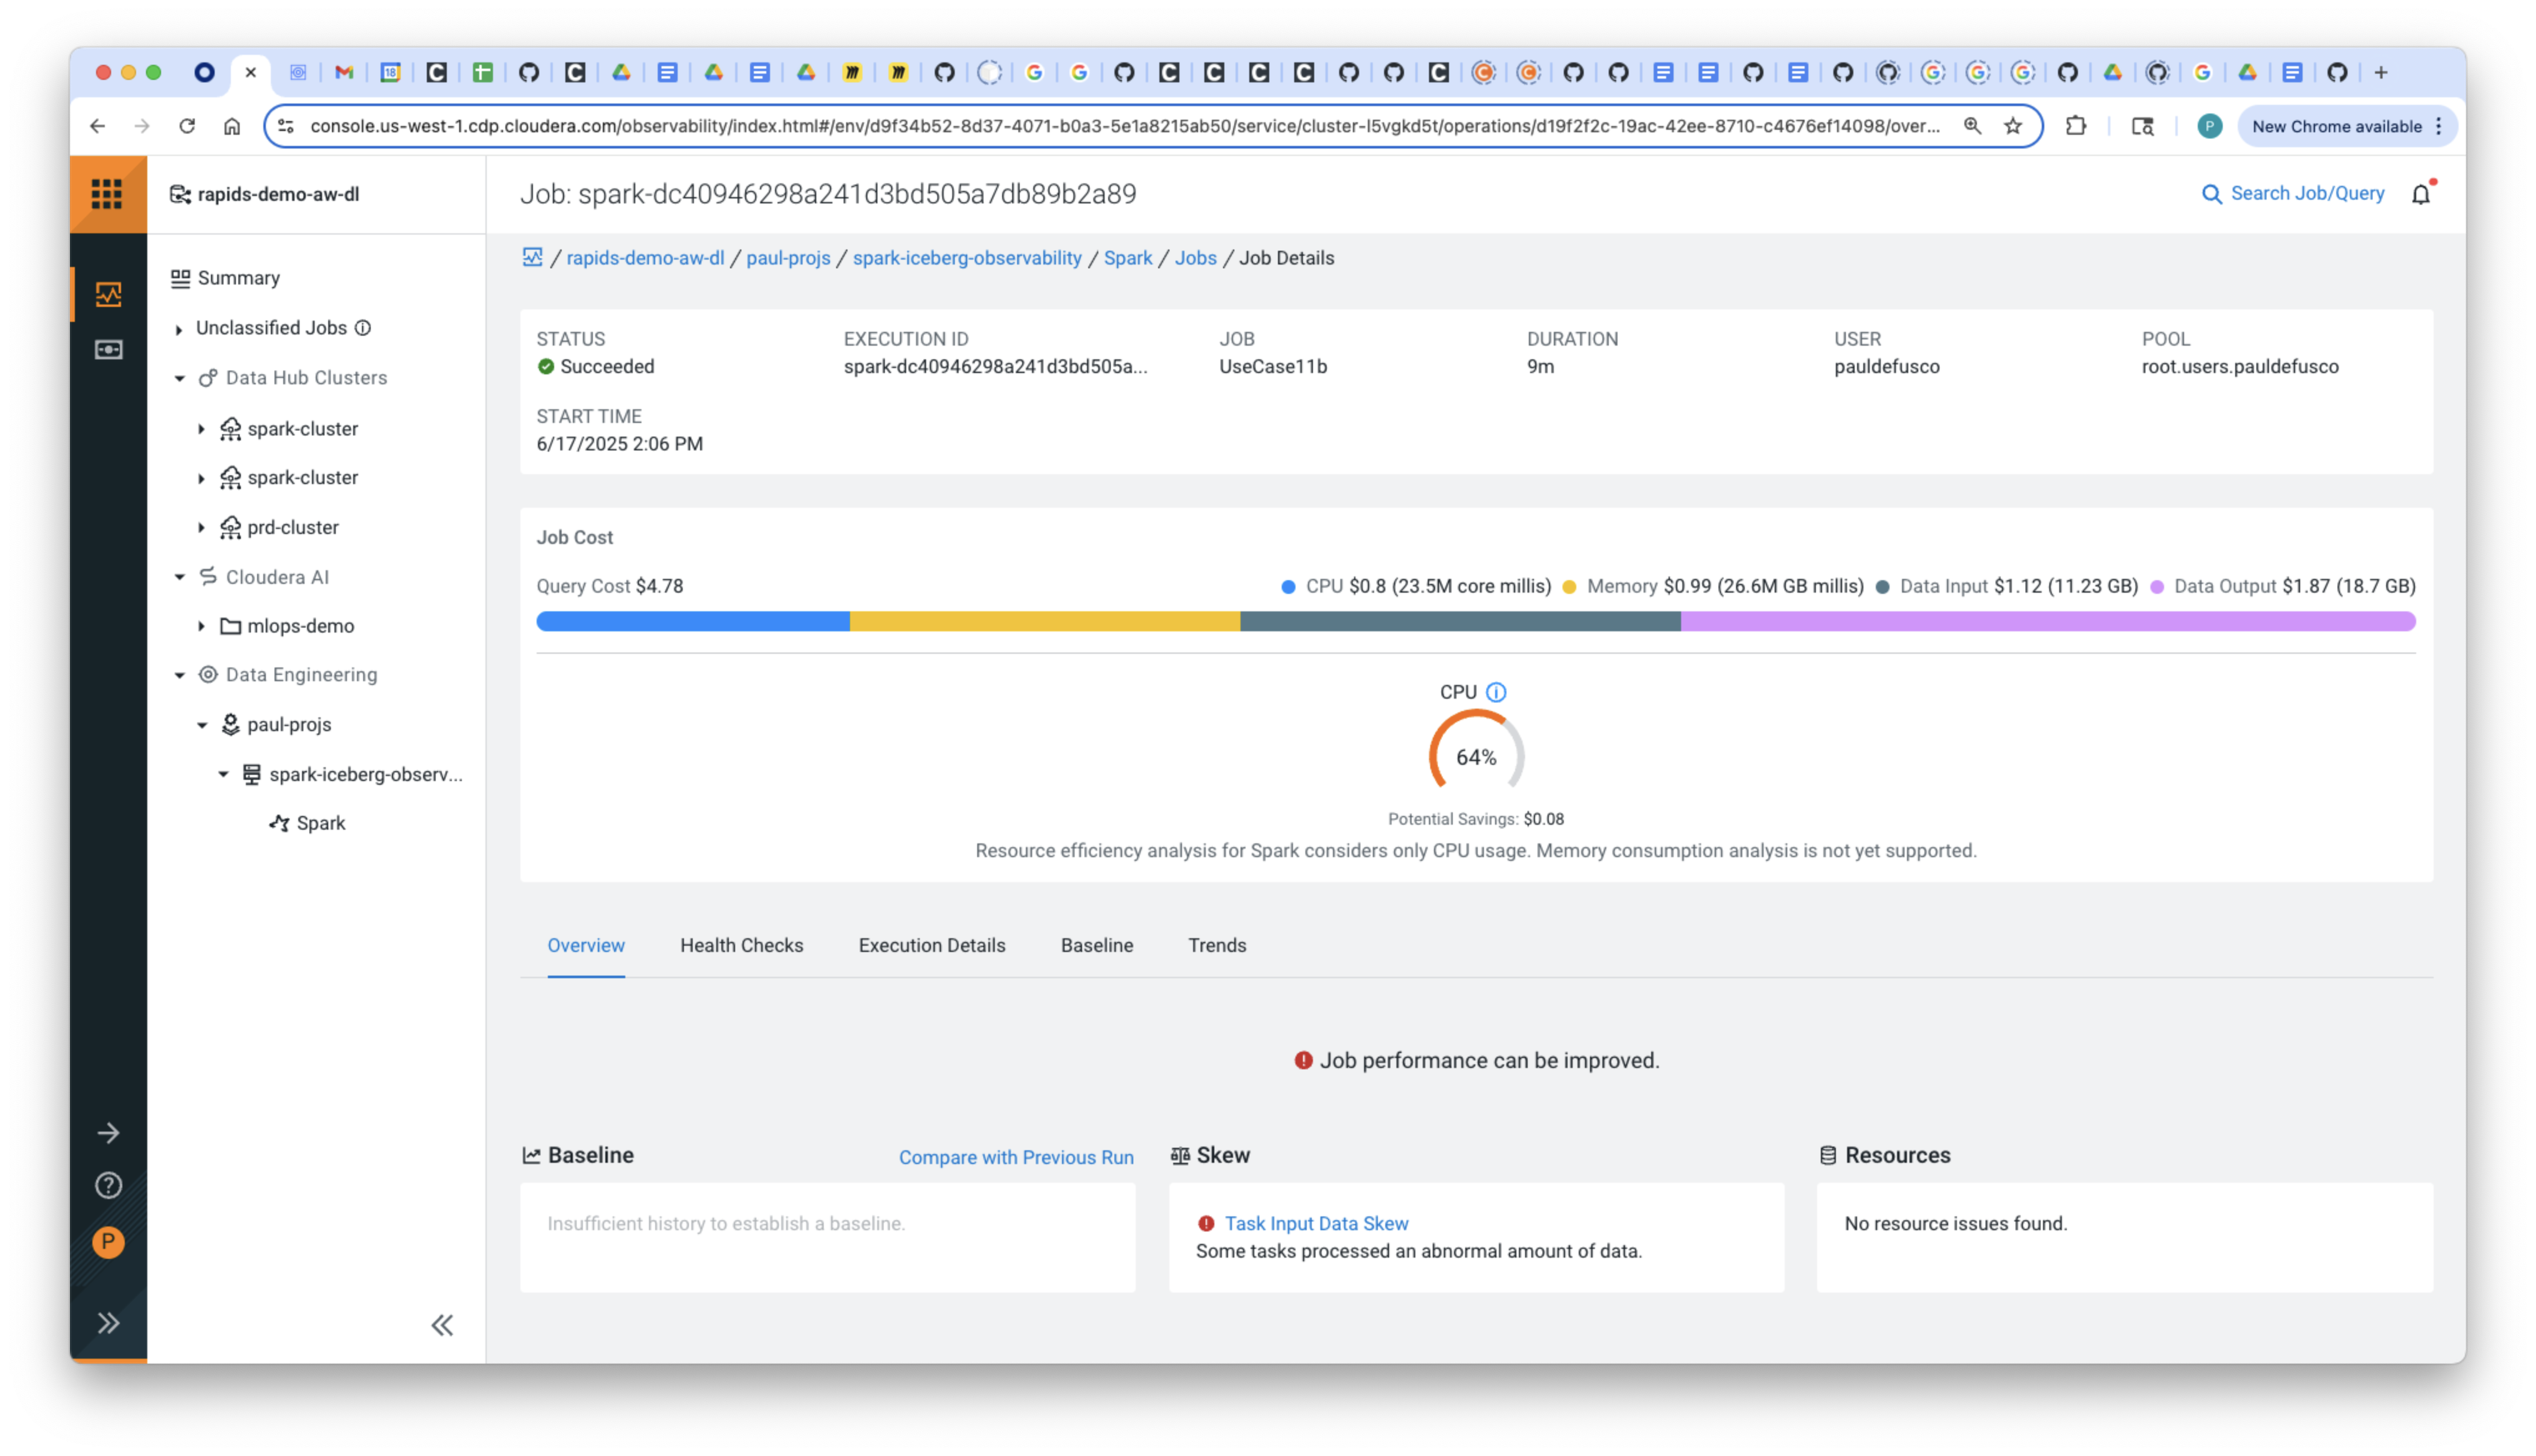 console.us-west-1.cdp.cloudera.com/observability/index.html#/env/d9f34b52-8d37-4071-b0a3-5e1a8215ab50/service/cluster-l5vgkd5t/operations/d19f2f2c-19ac-42ee-8710-c4676ef14098/over...
P
New Chrome available
rapids-demo-aw-dl
Job: spark-dc40946298a241d3bd505a7db89b2a89
Search Job/Query
/ rapids-demo-aw-dl / paul-projs / spark-iceberg-observability / Spark / Jobs / Job Details
Summary
Unclassified Jobs
Data Hub Clusters
spark-cluster
spark-cluster
prd-cluster
Cloudera AI
mlops-demo
Data Engineering
paul-projs
spark-iceberg-observ...
Spark
P
STATUS
Succeeded
EXECUTION ID
spark-dc40946298a241d3bd505a...
JOB
UseCase11b
DURATION
9m
USER
pauldefusco
POOL
root.users.pauldefusco
START TIME
6/17/2025 2:06 PM
Job Cost
Query Cost $4.78
CPU $0.8 (23.5M core millis) Memory $0.99 (26.6M GB millis) Data Input $1.12 (11.23 GB) Data Output $1.87 (18.7 GB)
CPU
64%
Potential Savings: $0.08
Resource efficiency analysis for Spark considers only CPU usage. Memory consumption analysis is not yet supported.
Overview Health Checks Execution Details Baseline Trends
Job performance can be improved.
Baseline
Compare with Previous Run
Insufficient history to establish a baseline.
Skew
Task Input Data Skew
Some tasks processed an abnormal amount of data.
Resources
No resource issues found.